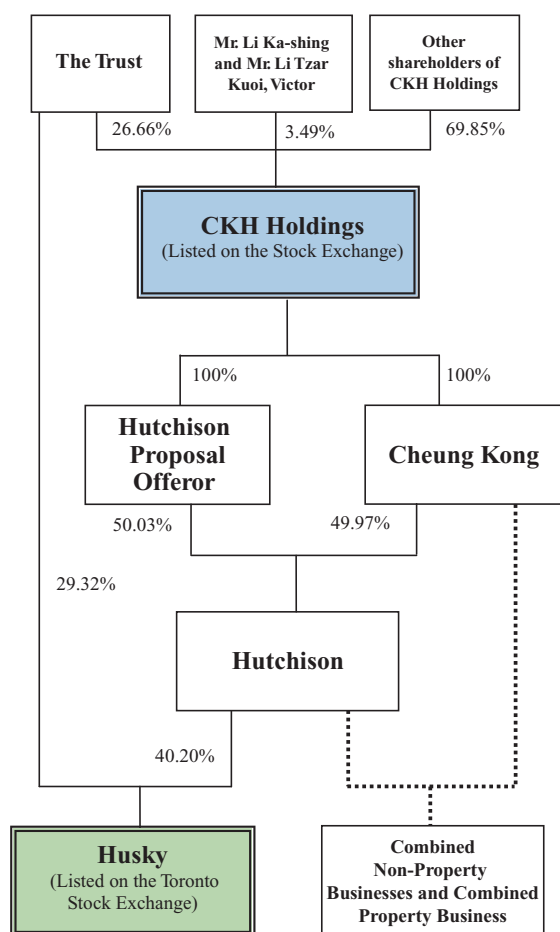 The Trust
Mr. Li Ka-shing
and Mr. Li Tzar
Kuoi, Victor
Other
shareholders of
CKH Holdings
26.66%
3.49%
69.85%
CKH Holdings
(Listed on the Stock Exchange)
100%
100%
Hutchison
Proposal
Offeror
Cheung Kong
50.03%
49.97%
29.32%
Hutchison
40.20%
Husky
(Listed on the Toronto
Stock Exchange)
Combined
Non-Property
Businesses and Combined
Property Business